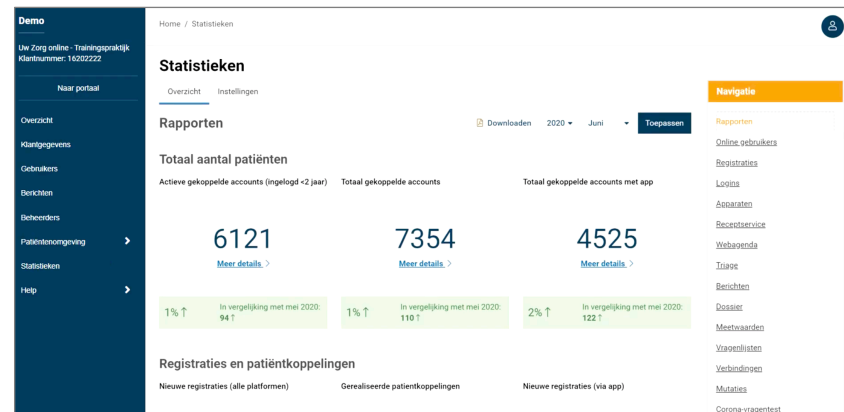 Demo
Uw Zorg online - Trainingspraktijk
Klantnummer: 16202222
Naar portaal
Overzicht
Klantgegevens
Gebruikers
Berichten
Beheerders
Patiëntenomgeving
Statistieken
Help
Home / Statistieken
Statistieken
Overzicht Instellingen
Rapporten
Downloaden 2020 Juni Toepassen
Totaal aantal patiënten
Actieve gekoppelde accounts (ingelogd <2 jaar) Totaal gekoppelde accounts Totaal gekoppelde accounts met app
6121 7354 4525
Meer details > Meer details > Meer details >
1% ↑ In vergelijking met mei 2020:
94 ↑
1% ↑ In vergelijking met mei 2020:
110 ↑
2% ↑ In vergelijking met mei 2020:
122 ↑
Registraties en patiëntkoppelingen
Nieuwe registraties (alle platformen) Gerealiseerde patientkoppelingen Nieuwe registraties (via app)
Navigatie
Rapporten
Online gebruikers
Registraties
Logins
Apparaten
Receptservice
Webagenda
Triage
Berichten
Dossier
Meetwaarden
Vragenlijsten
Verbindingen
Mutaties
Corona-vragentest